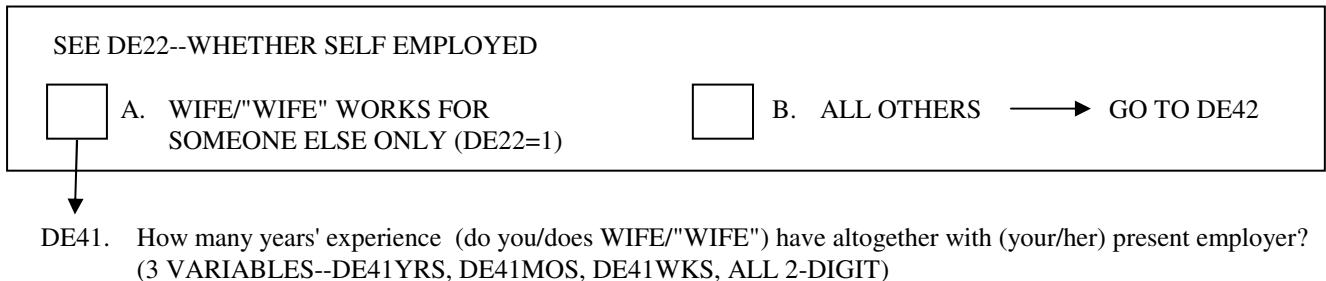 SEE DE22--WHETHER SELF EMPLOYED
A. WIFE/"WIFE" WORKS FOR SOMEONE ELSE ONLY (DE22=1)
B. ALL OTHERS GO TO DE42
DE41. How many years' experience (do you/does WIFE/"WIFE") have altogether with (your/her) present employer?
(3 VARIABLES--DE41YRS, DE41MOS, DE41WKS, ALL 2-DIGIT)